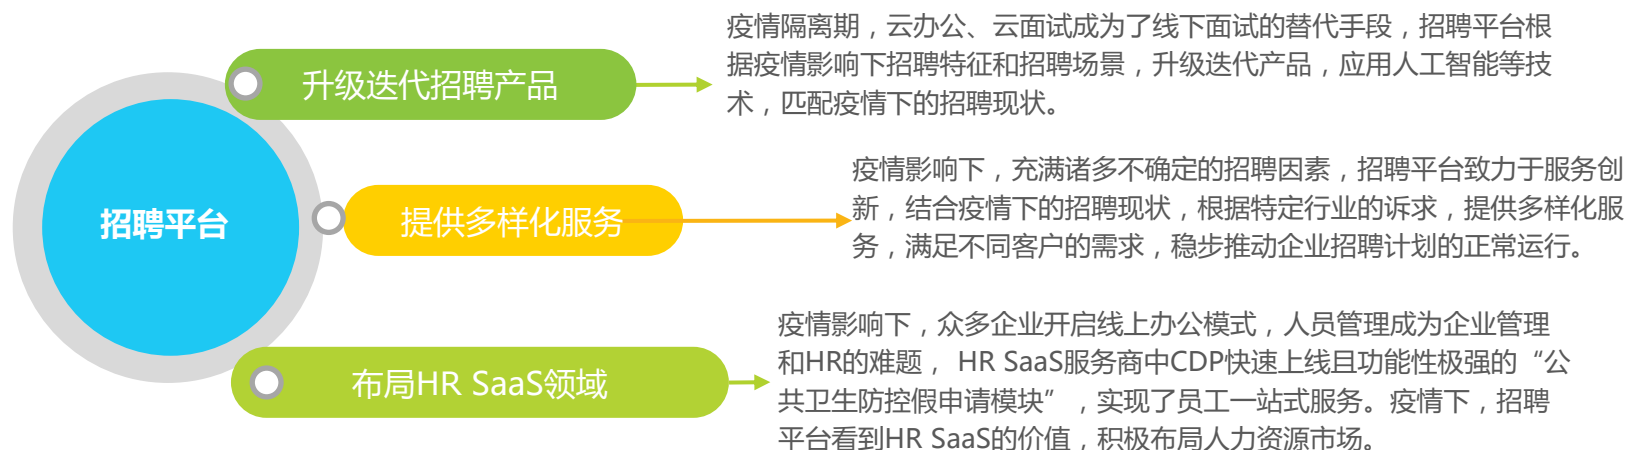 疫情隔离期，云办公、云面试成为了线下面试的替代手段，招聘平台根
据疫情影响下招聘特征和招聘场景，升级迭代产品，应用人工智能等技
术，匹配疫情下的招聘现状。
升级迭代招聘产品
疫情影响下，充满诸多不确定的招聘因素，招聘平台致力于服务创
新，结合疫情下的招聘现状，根据特定行业的诉求，提供多样化服
务，满足不同客户的需求，稳步推动企业招聘计划的正常运行。
招聘平台
提供多样化服务
疫情影响下，众多企业开启线上办公模式，人员管理成为企业管理
和HR的难题， HR SaaS服务商中CDP快速上线且功能性极强的“公
共卫生防控假申请模块”，实现了员工一站式服务。疫情下，招聘
平台看到HR SaaS的价值，积极布局人力资源市场。
布局HR SaaS领域